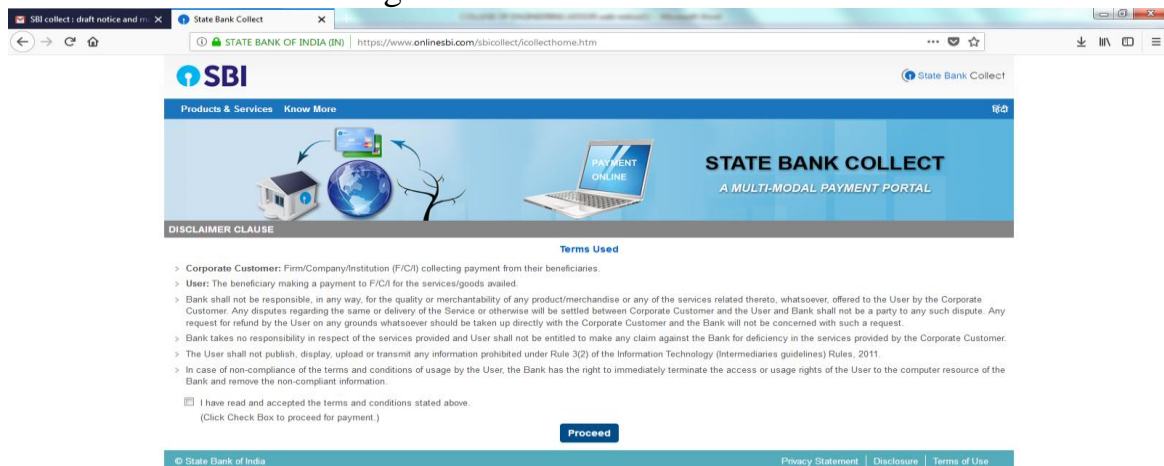 SBI collect : draft notice and m
State Bank Collect
STATE BANK OF INDIA (IN) https://www.onlinesbi.com/sbicollect/icollecthome.htm
SBI
State Bank Collect
Products & Services Know More हिंदी
PAYMENT
ONLINE
STATE BANK COLLECT
A MULTI-MODAL PAYMENT PORTAL
DISCLAIMER CLAUSE
Terms Used
Corporate Customer: Firm/Company/Institution (F/C/I) collecting payment from their beneficiaries.
User: The beneficiary making a payment to F/C/I for the services/goods availed.
Bank shall not be responsible, in any way, for the quality or merchantability of any product/merchandise or any of the services related thereto, whatsoever, offered to the User by the Corporate
Customer. Any disputes regarding the same or delivery of the Service or otherwise will be settled between Corporate Customer and the User and Bank shall not be a party to any such dispute. Any
request for refund by the User on any grounds whatsoever should be taken up directly with the Corporate Customer and the Bank will not be concerned with such a request.
Bank takes no responsibility in respect of the services provided and User shall not be entitled to make any claim against the Bank for deficiency in the services provided by the Corporate Customer.
The User shall not publish, display, upload or transmit any information prohibited under Rule 3(2) of the Information Technology (Intermediaries guidelines) Rules, 2011.
In case of non-compliance of the terms and conditions of usage by the User, the Bank has the right to immediately terminate the access or usage rights of the User to the computer resource of the
Bank and remove the non-compliant information.
I have read and accepted the terms and conditions stated above.
(Click Check Box to proceed for payment.)
Proceed
© State Bank of India
Privacy Statement | Disclosure | Terms of Use